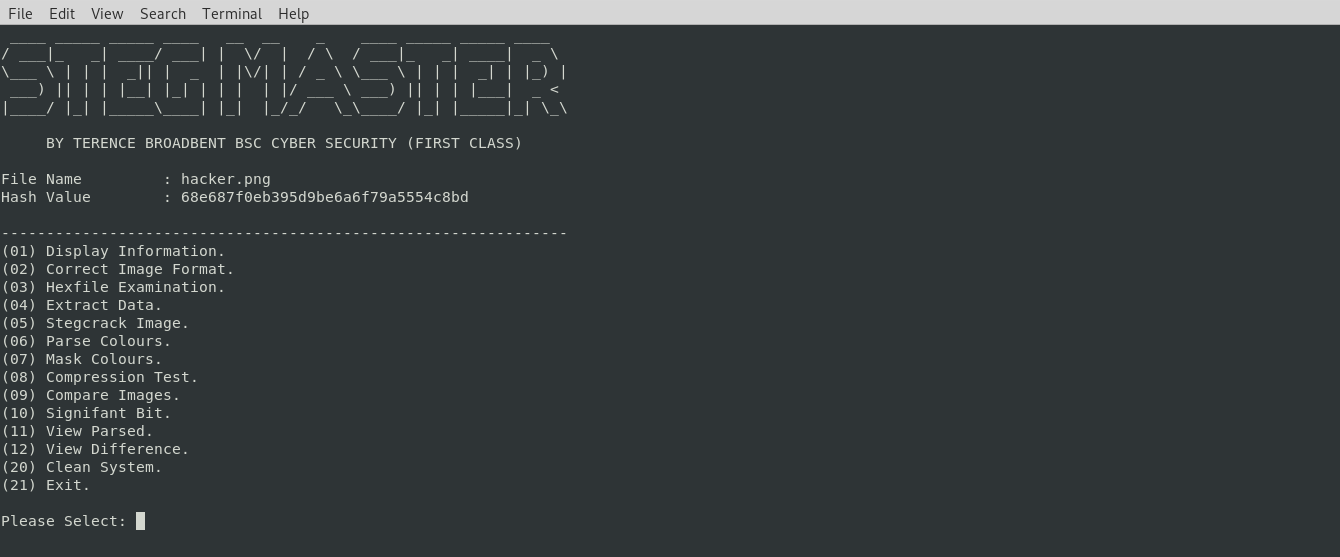 File Edit View Search Terminal Help
STEGMASTER
BY TERENCE BROADBENT BSC CYBER SECURITY (FIRST CLASS)
File Name : hacker.png
Hash Value : 68e687f0eb395d9be6a6f79a5554c8bd
---------------------------------------------------------------
(01) Display Information.
(02) Correct Image Format.
(03) Hexfile Examination.
(04) Extract Data.
(05) Stegcrack Image.
(06) Parse Colours.
(07) Mask Colours.
(08) Compression Test.
(09) Compare Images.
(10) Signifant Bit.
(11) View Parsed.
(12) View Difference.
(20) Clean System.
(21) Exit.
Please Select: